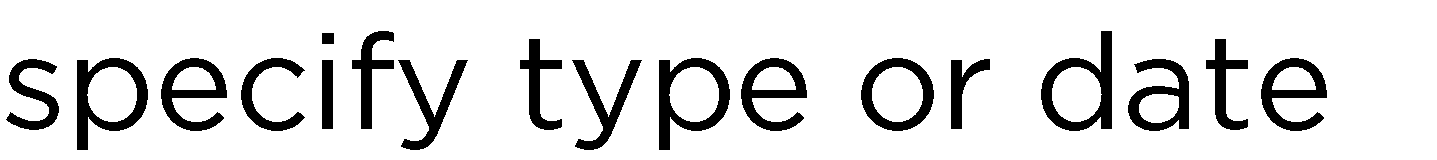 specify type or date